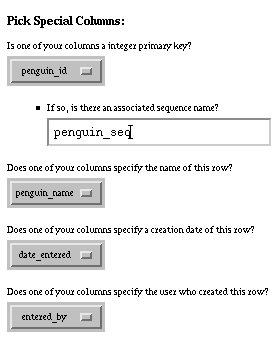 Pick Special Columns:
Is one of your columns a integer primary key?
penguin_id
If so, is there an associated sequence name?
penguin_seq
Does one of your columns specify the name of this row?
penguin_name
Does one of your columns specify a creation date of this row?
date_entered
Does one of your columns specify the user who created this row?
entered_by